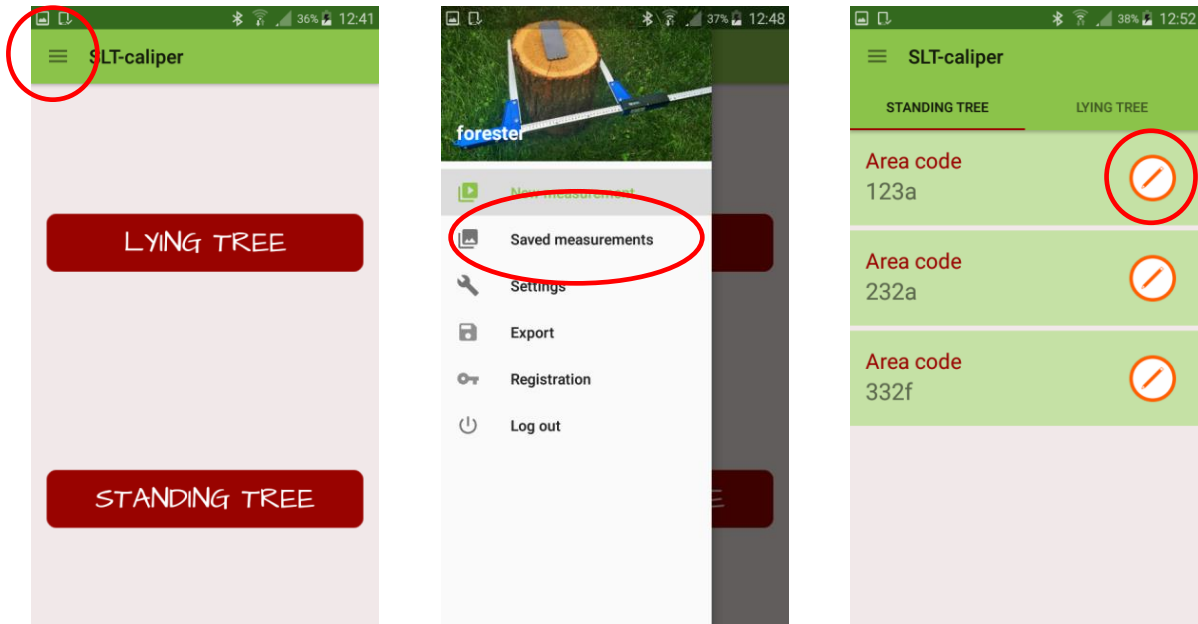 36% 12:41
SLT-caliper
LYING TREE
STANDING TREE
37% 12:48
forester
New measurement
Saved measurements
Settings
Export
Registration
Log out
E
38% 12:52
SLT-caliper
STANDING TREE
LYING TREE
Area code
123a
Area code
232a
Area code
332f